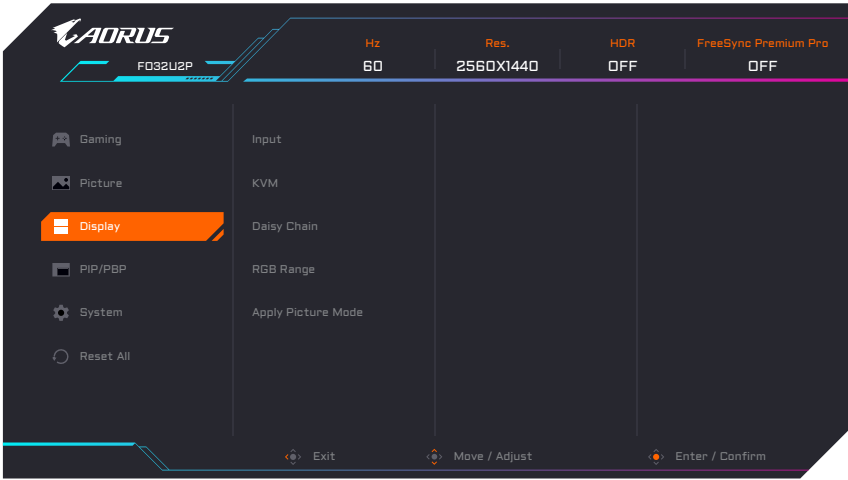 AORUS
FO32U2P
Hz Res. HDR FreeSync Premium Pro
60 2560X1440 OFF OFF
Gaming Input
Picture KVM
Display Daisy Chain
PIP/PBP RGB Range
System Apply Picture Mode
Reset All
Exit Move / Adjust Enter / Confirm